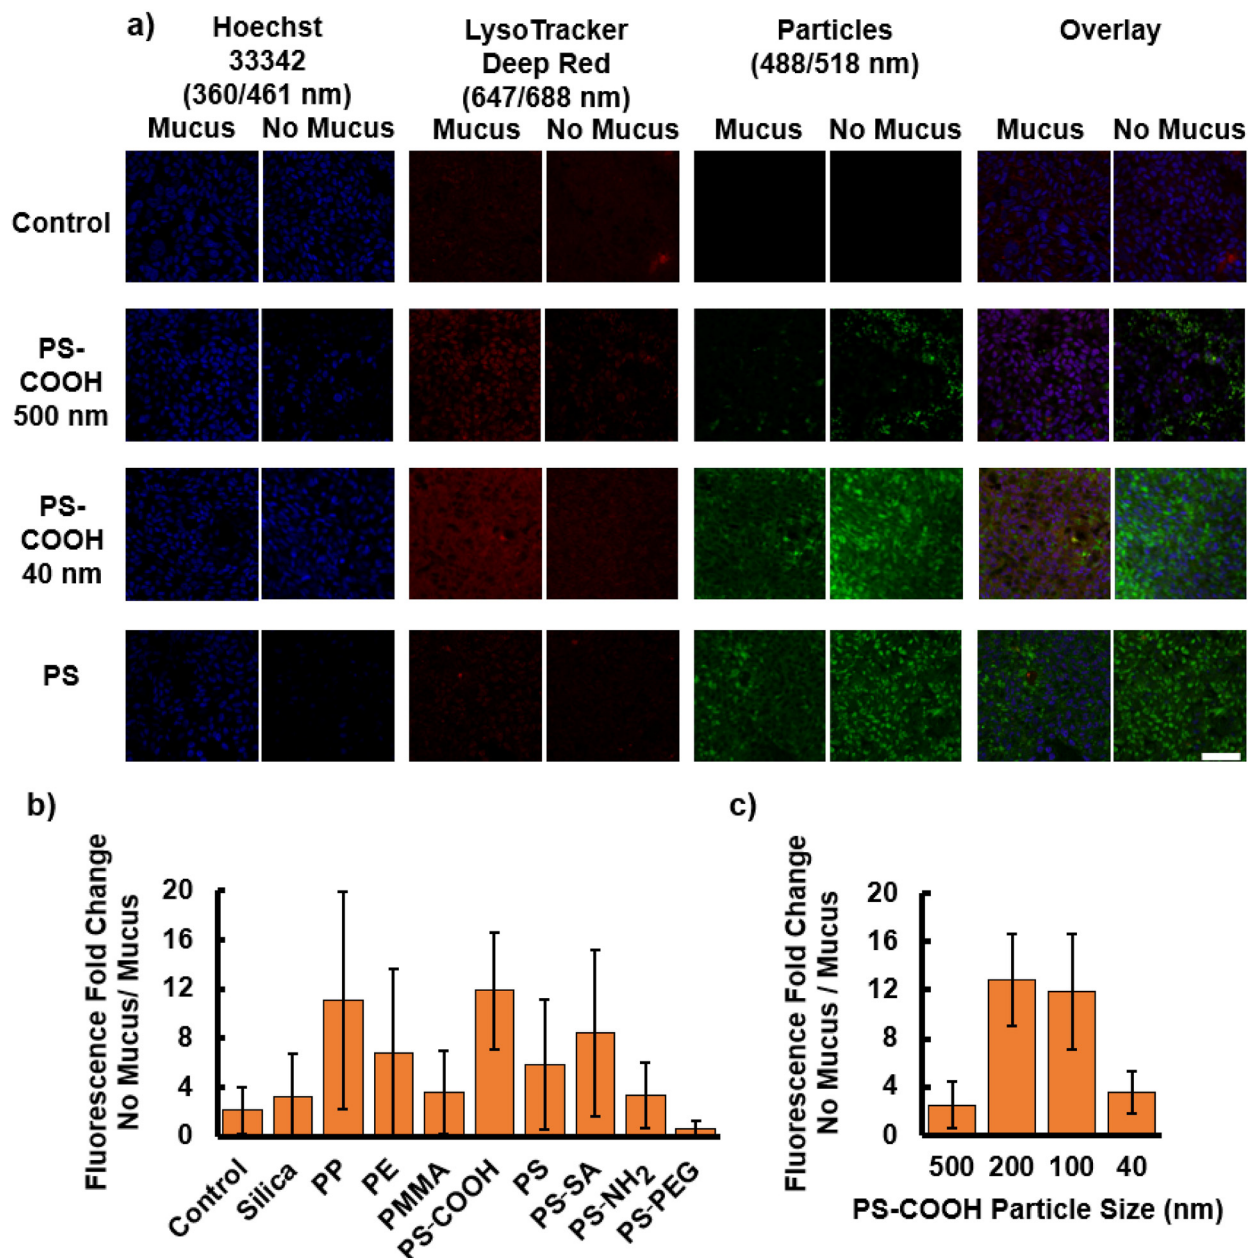 a)
Hoechst
33342
(360/461 nm)
LysoTracker
Deep Red
(647/688 nm)
Particles
(488/518 nm)
Overlay
Mucus No Mucus Mucus No Mucus Mucus No Mucus Mucus No Mucus
Control
PS-
COOH
500 nm
PS-
COOH
40 nm
PS
b)
Fluorescence Fold Change
No Mucus/ Mucus
20
16
12
8
4
0
Control
Silica
PP
PE
PMMA
PS-COOH
PS
PS-SA
PS-NH2
PS-PEG
c)
Fluorescence Fold Change
No Mucus / Mucus
20
16
12
8
4
0
500 200 100 40
PS-COOH Particle Size (nm)